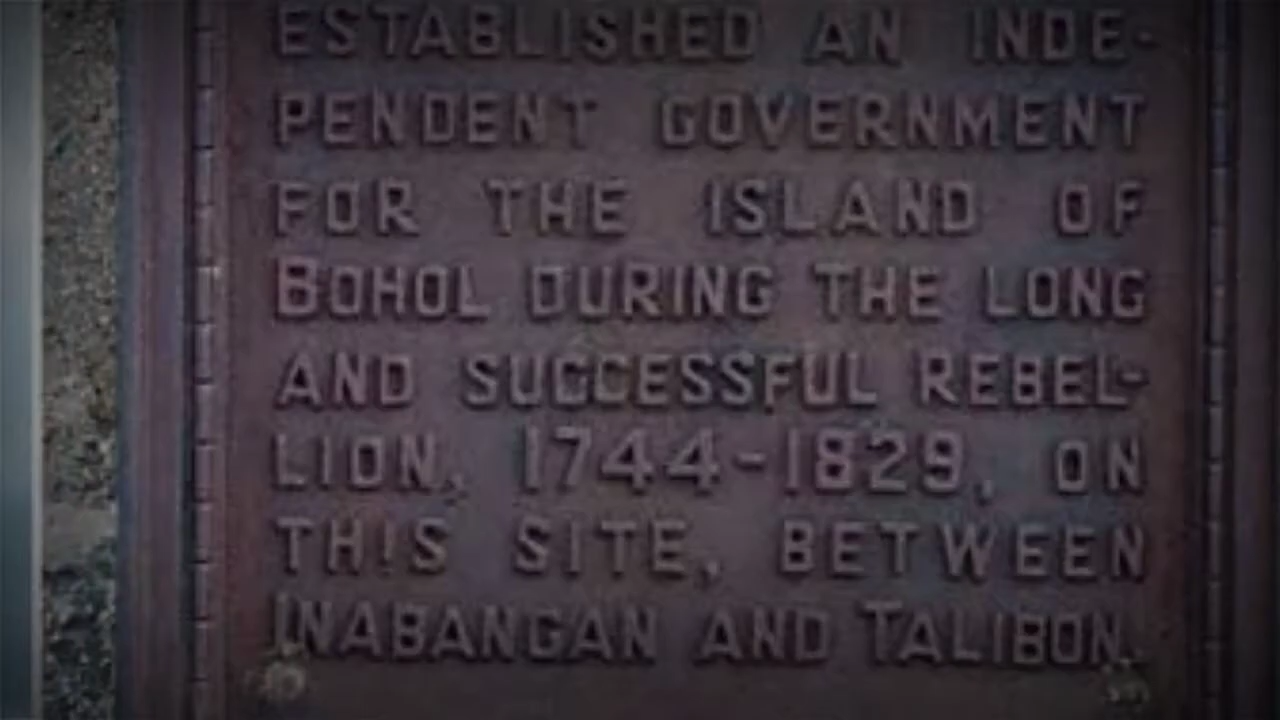 ESTABLISHED AN INDE-
PENDENT GOVERNMENT
FOR THE ISLAND OF
BOHOL DURING THE LONG
AND SUCCESSFUL REBEL-
LION, 1744-1829, ON
THIS SITE, BETWEEN
INABANGAN AND TALIBON.